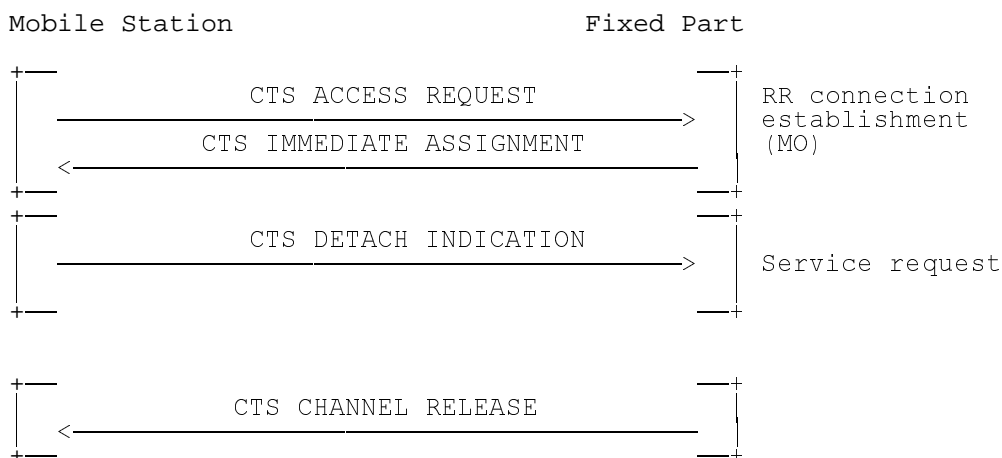 Mobile Station Fixed Part
CTS ACCESS REQUEST RR connection
establishment
CTS IMMEDIATE ASSIGNMENT (MO)
CTS DETACH INDICATION
Service request
CTS CHANNEL RELEASE